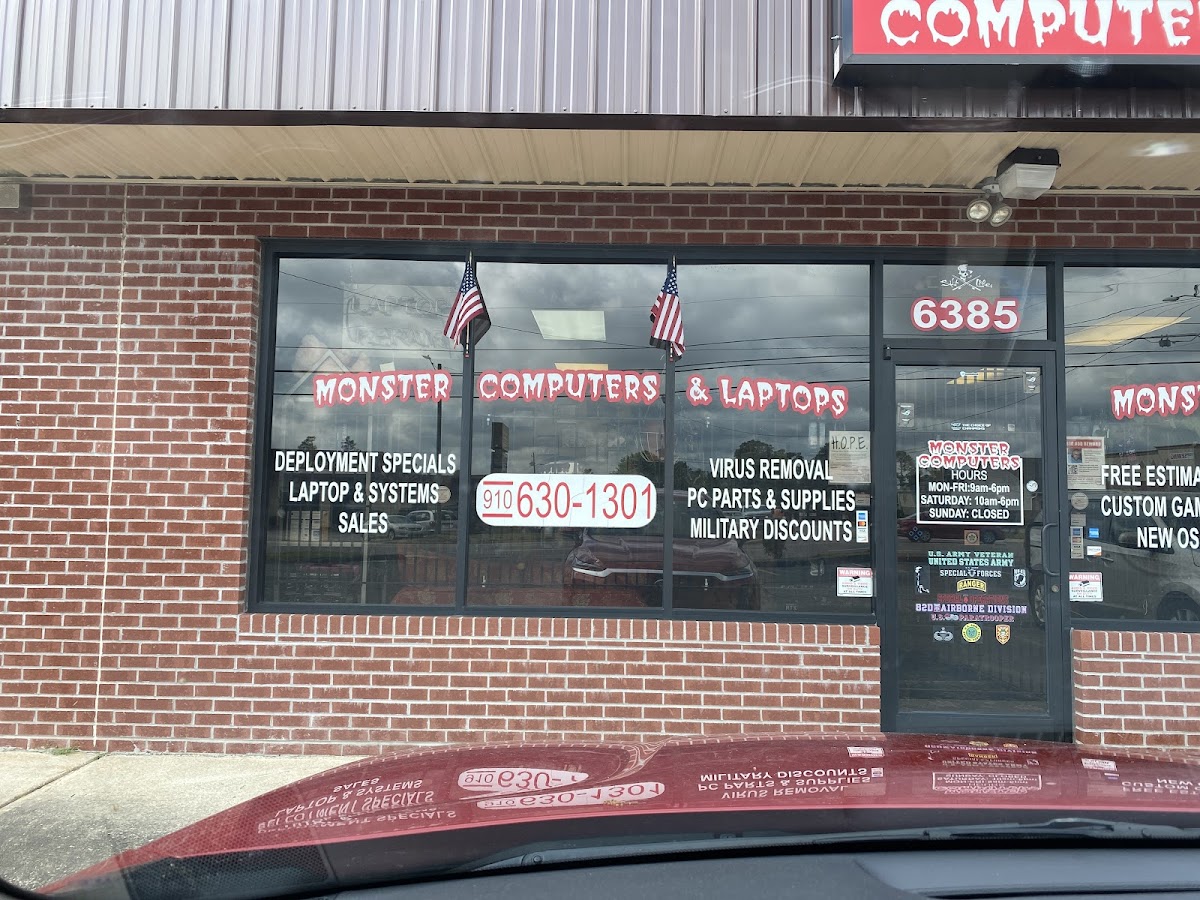 COMPUTE
6385
MONSTER COMPUTERS & LAPTOPS
MONST
DEPLOYMENT SPECIALS
LAPTOP & SYSTEMS
SALES
910 630-1301
VIRUS REMOVAL
PC PARTS & SUPPLIES
MILITARY DISCOUNTS
H.O.P.E.
WARNING
MONSTER
COMPUTERS
HOURS
MON-FRI:9am-6pm
SATURDAY: 10am-6pm
SUNDAY: CLOSED
U.S. ARMY VETERAN
UNITED STATES ARMY
SPECIAL FORCES
RANGER
82D AIRBORNE DIVISION
U.S. PARATROOPER
FREE ESTIMA
CUSTOM GAM
NEW OS
WARNING